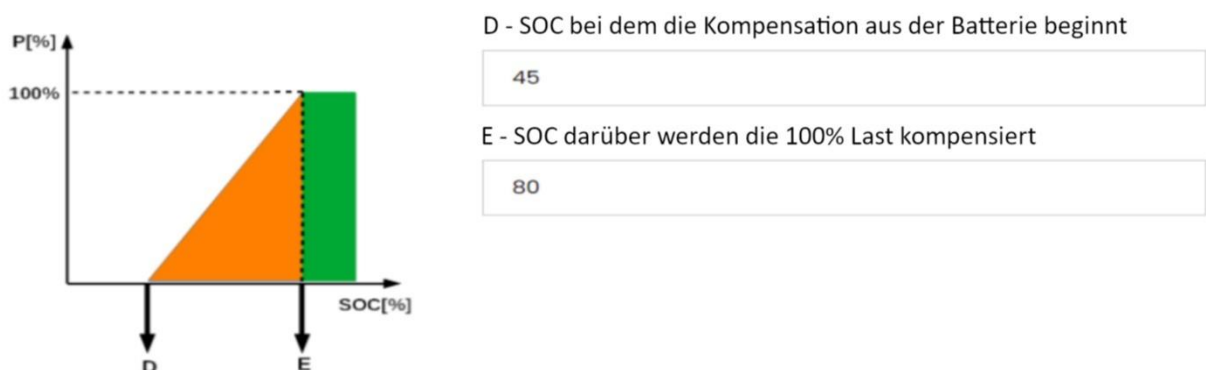 P[%]
100%
SOC[%]
D
E
D - SOC bei dem die Kompensation aus der Batterie beginnt
45
E - SOC darüber werden die 100% Last kompensiert
80